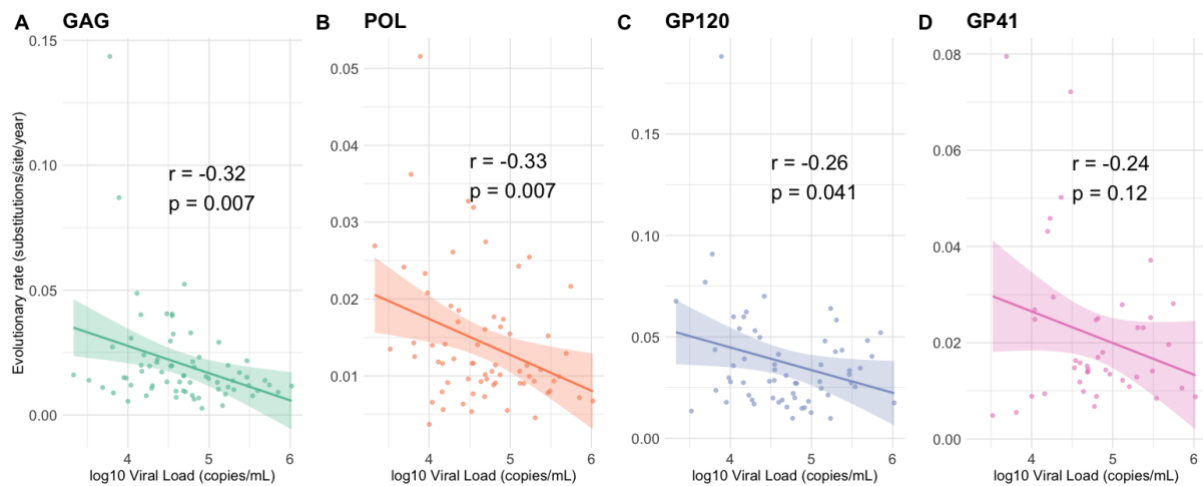 A GAG
B POL
C GP120
D GP41
Evolutionary rate (substitutions/site/year)
0.15
0.10
0.05
0.00
r = -0.32
p = 0.007
4 5 6
log10 Viral Load (copies/mL)
0.05
0.04
0.03
0.02
0.01
r = -0.33
p = 0.007
4 5 6
log10 Viral Load (copies/mL)
0.15
0.10
0.05
0.00
r = -0.26
p = 0.041
4 5 6
log10 Viral Load (copies/mL)
0.08
0.06
0.04
0.02
0.00
r = -0.24
p = 0.12
4 5 6
log10 Viral Load (copies/mL)